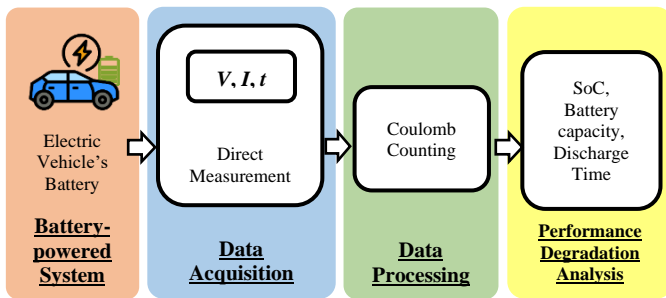 Electric
Vehicle's
Battery
Battery-
powered
System
V, I, t
Direct
Measurement
Data
Acquisition
Coulomb
Counting
Data
Processing
SoC,
Battery
capacity,
Discharge
Time
Performance
Degradation
Analysis